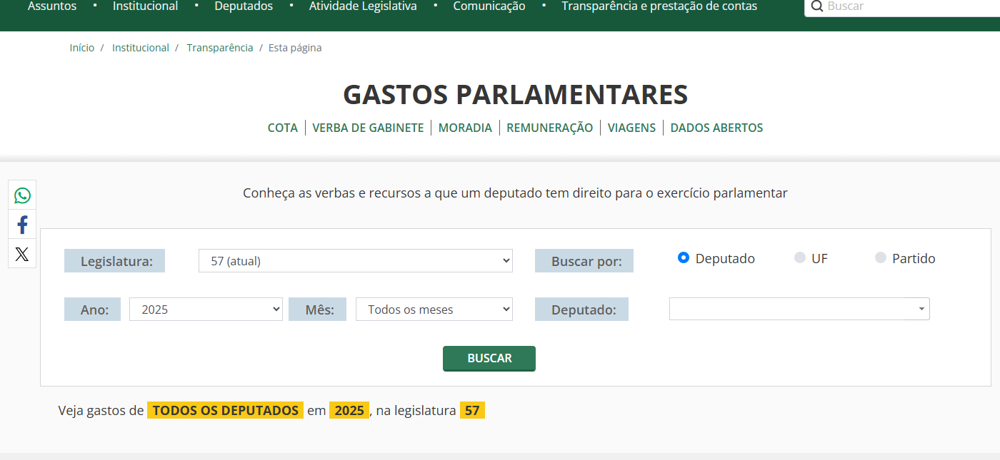 Assuntos • Institucional • Deputados • Atividade Legislativa • Comunicação • Transparência e prestação de contas Buscar
Início / Institucional / Transparência / Esta página
GASTOS PARLAMENTARES
COTA | VERBA DE GABINETE | MORADIA | REMUNERAÇÃO | VIAGENS | DADOS ABERTOS
Conheça as verbas e recursos a que um deputado tem direito para o exercício parlamentar
Legislatura: 57 (atual) Buscar por: Deputado UF Partido
Ano: 2025 Mês: Todos os meses Deputado:
BUSCAR
Veja gastos de TODOS OS DEPUTADOS em 2025, na legislatura 57